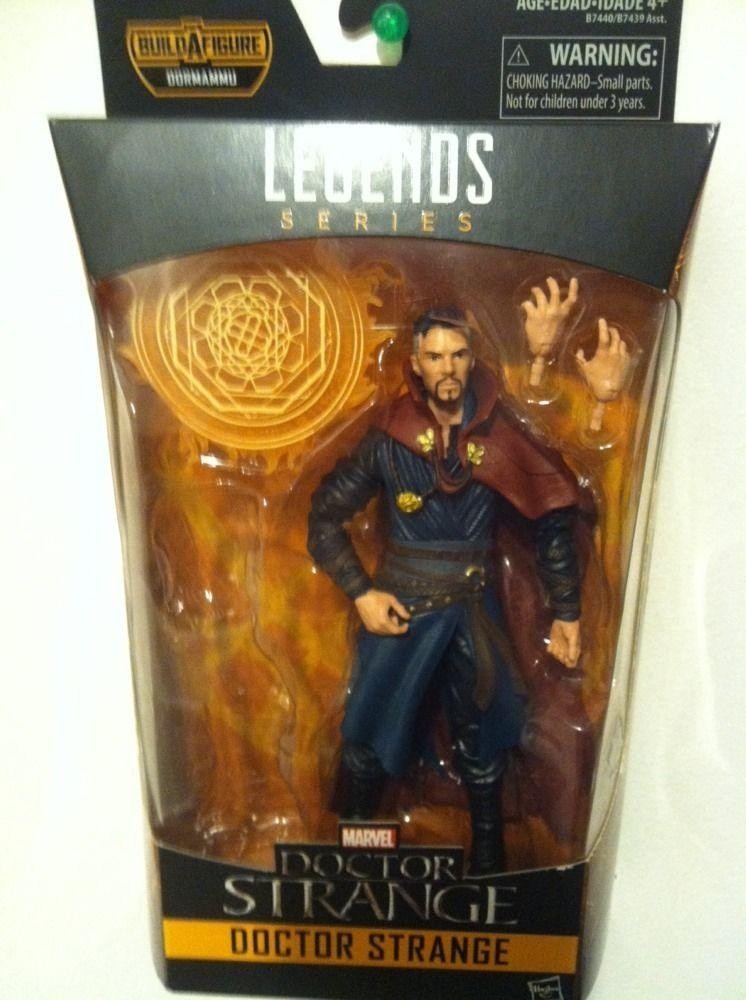 AGE•EDAD•IDADE 4+
B7440/B7439 Asst.
BUILD A FIGURE
DORMAMMU
WARNING:
CHOKING HAZARD–Small parts.
Not for children under 3 years.
LEGENDS
SERIES
MARVEL
DOCTOR
STRANGE
DOCTOR STRANGE
Hasbro